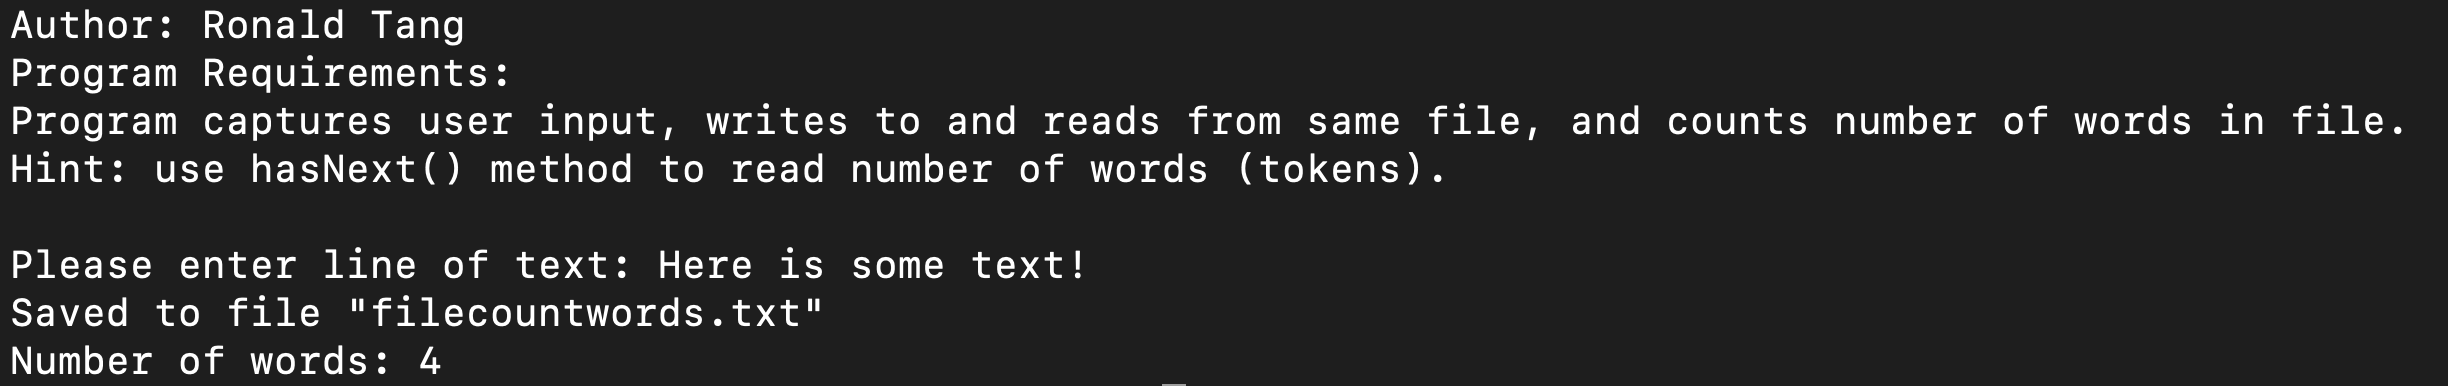 Author: Ronald Tang
Program Requirements:
Program captures user input, writes to and reads from same file, and counts number of words in file.
Hint: use hasNext() method to read number of words (tokens).
Please enter line of text: Here is some text!
Saved to file "filecountwords.txt"
Number of words: 4